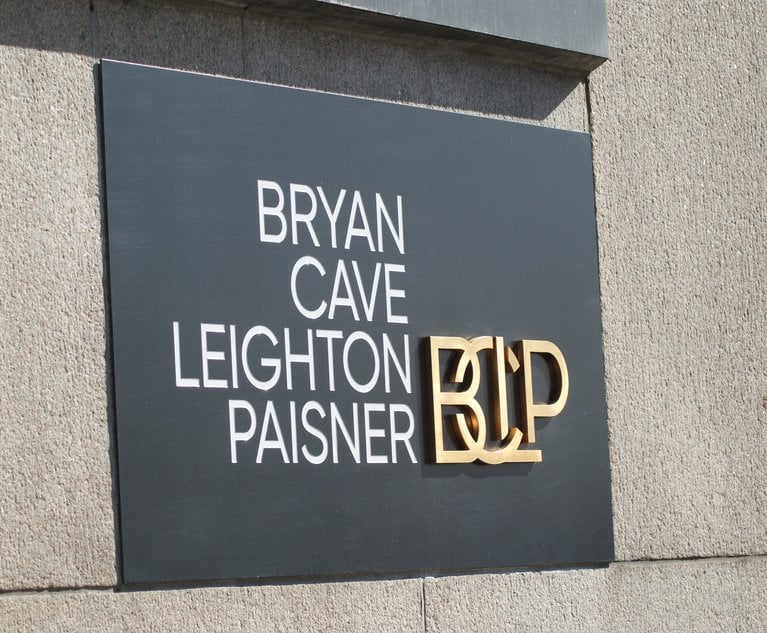 BRYAN
CAVE
LEIGHTON
PAISNER
BCLP